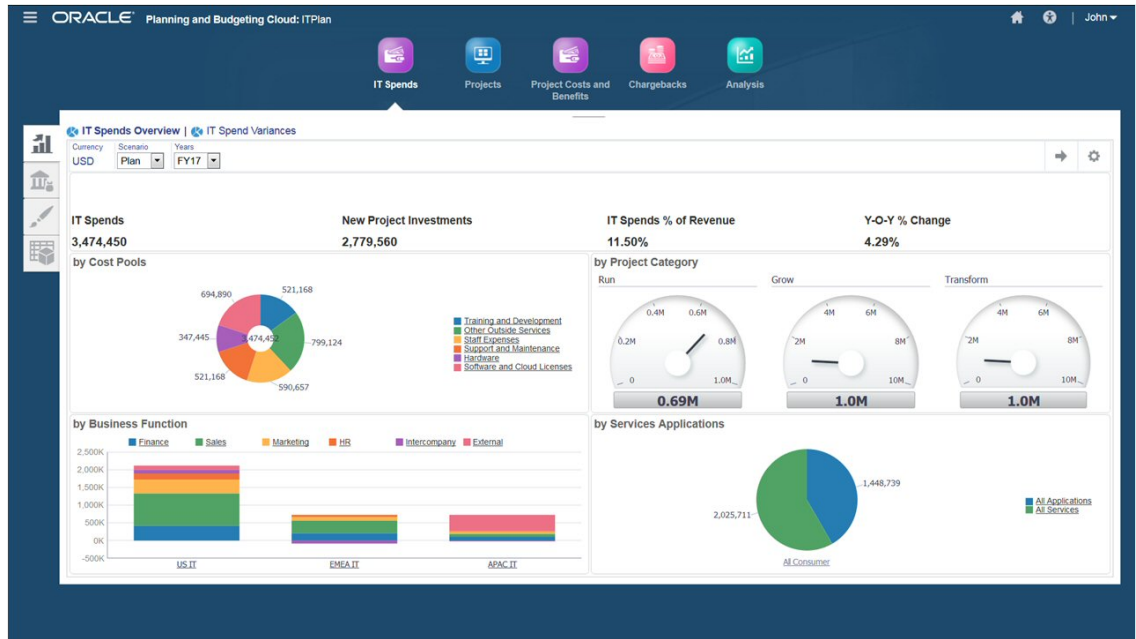 ORACLE Planning and Budgeting Cloud: ITPlan
John
IT Spends
Projects
Project Costs and
Benefits
Chargebacks
Analysis
IT Spends Overview | IT Spend Variances
Currency Scenario Years
USD Plan FY17
IT Spends New Project Investments IT Spends % of Revenue Y-O-Y % Change
3,474,450 2,779,560 11.50% 4.29%
by Cost Pools
694,890
521,168
347,445
3,474,452
799,124
521,168
590,657
Training and Development
Other Outside Services
Staff Expenses
Support and Maintenance
Hardware
Software and Cloud Licenses
by Project Category
Run
0.4M 0.6M
0.2M 0.8M
0 1.0M
0.69M
Grow
4M 6M
2M 8M
0 10M
1.0M
Transform
4M 6M
2M 8M
0 10M
1.0M
by Business Function
Finance Sales Marketing HR Intercompany External
2,500K
2,000K
1,500K
1,000K
500K
0K
-500K
US IT EMEA IT APAC IT
by Services Applications
1,448,739
2,025,711
All Consumer
All Applications
All Services